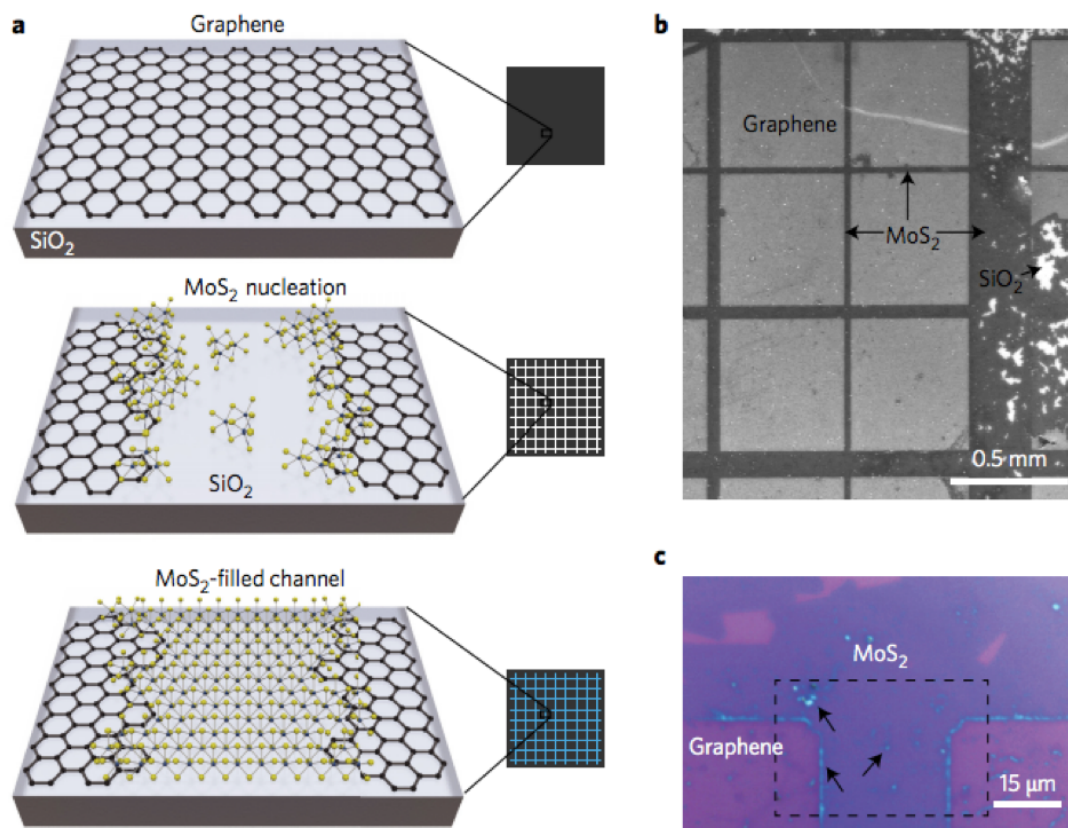 a
Graphene
SiO₂
MoS₂ nucleation
SiO₂
MoS₂-filled channel
b
Graphene
MoS₂
SiO₂
0.5 mm
c
MoS₂
Graphene
15 µm